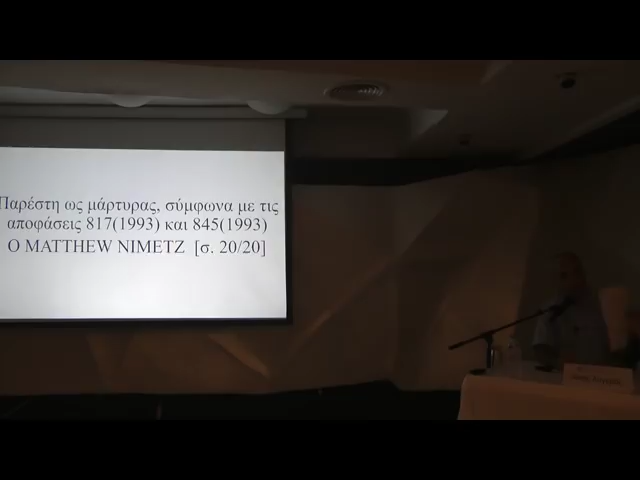 Παρέστη ως μάρτυρας, σύμφωνα με τις
αποφάσεις 817(1993) και 845(1993)
Ο MATTHEW NIMETZ [σ. 20/20]